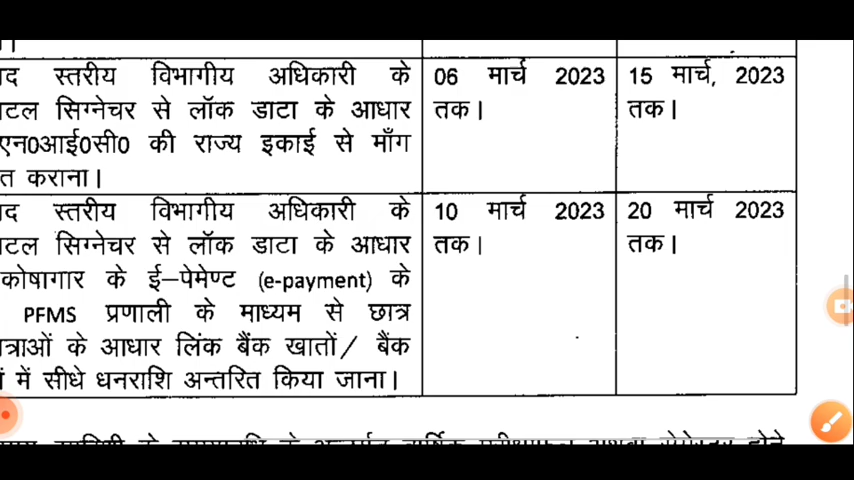 ाद स्तरीय विभागीय अधिकारी के 06 मार्च 2023 15 मार्च, 2023
टल सिग्नेचर से लॉक डाटा के आधार तक। तक।
एन0आई0सी0 की राज्य इकाई से माँग
त कराना।
ाद स्तरीय विभागीय अधिकारी के 10 मार्च 2023 20 मार्च 2023
टल सिग्नेचर से लॉक डाटा के आधार तक। तक।
कोषागार के ई–पेमेण्ट (e-payment) के
PFMS प्रणाली के माध्यम से छात्र
ात्राओं के आधार लिंक बैंक खातों/ बैंक
ों में सीधे धनराशि अन्तरित किया जाना।